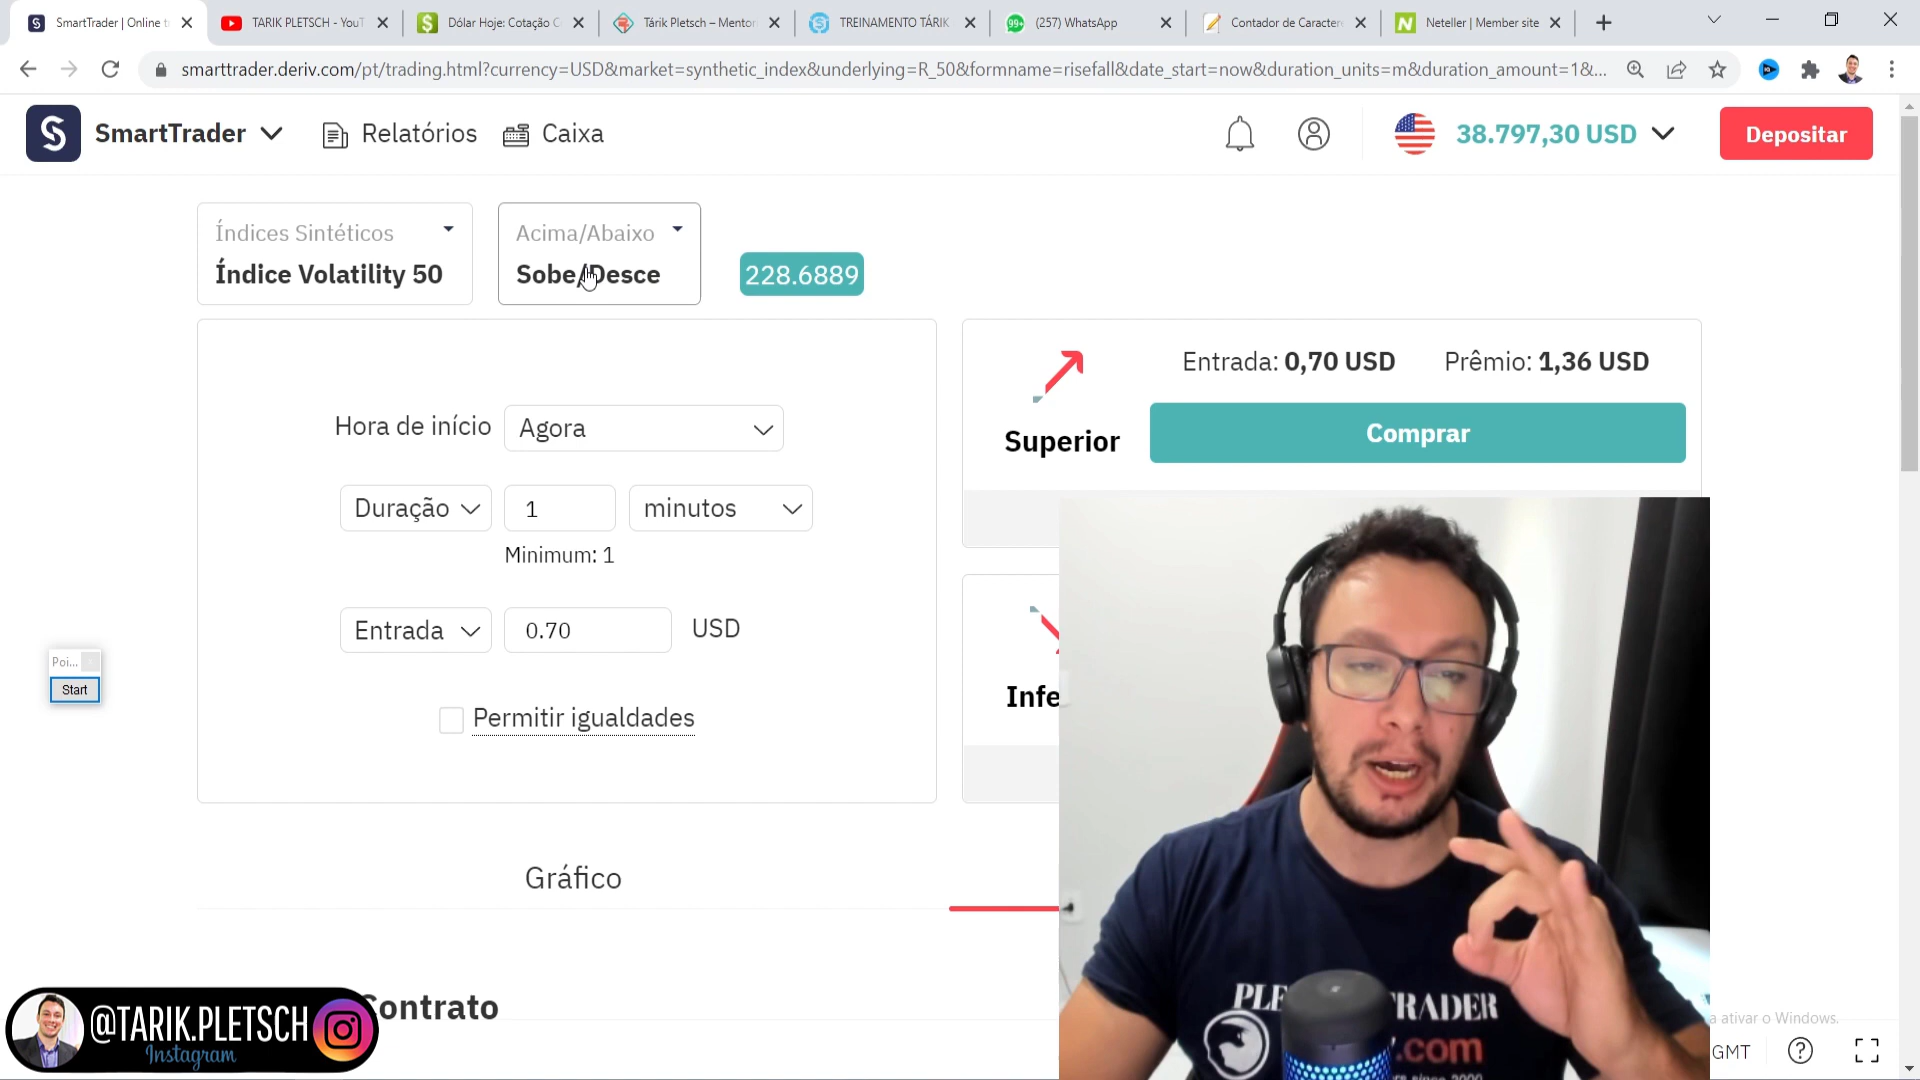 SmartTrader | Online t
TARIK PLETSCH - YouT
Dólar Hoje: Cotação C
Tárik Pletsch – Mentor
TREINAMENTO TÁRIK
(257) WhatsApp
Contador de Caracter
Neteller | Member site
smarttrader.deriv.com/pt/trading.html?currency=USD&market=synthetic_index&underlying=R_50&formname=risefall&date_start=now&duration_units=m&duration_amount=1&...
SmartTrader
Relatórios
Caixa
38.797,30 USD
Depositar
Índices Sintéticos
Índice Volatility 50
Acima/Abaixo
Sobe/Desce
228.6889
Hora de início
Agora
Duração
1
minutos
Minimum: 1
Entrada
0.70
USD
Permitir igualdades
Entrada: 0,70 USD
Prêmio: 1,36 USD
Superior
Comprar
Infe
Poi...
Start
Gráfico
Contrato
@TARIK.PLETSCH
Instagram
PLE TRADER
.com
a ativar o Windows.
GMT